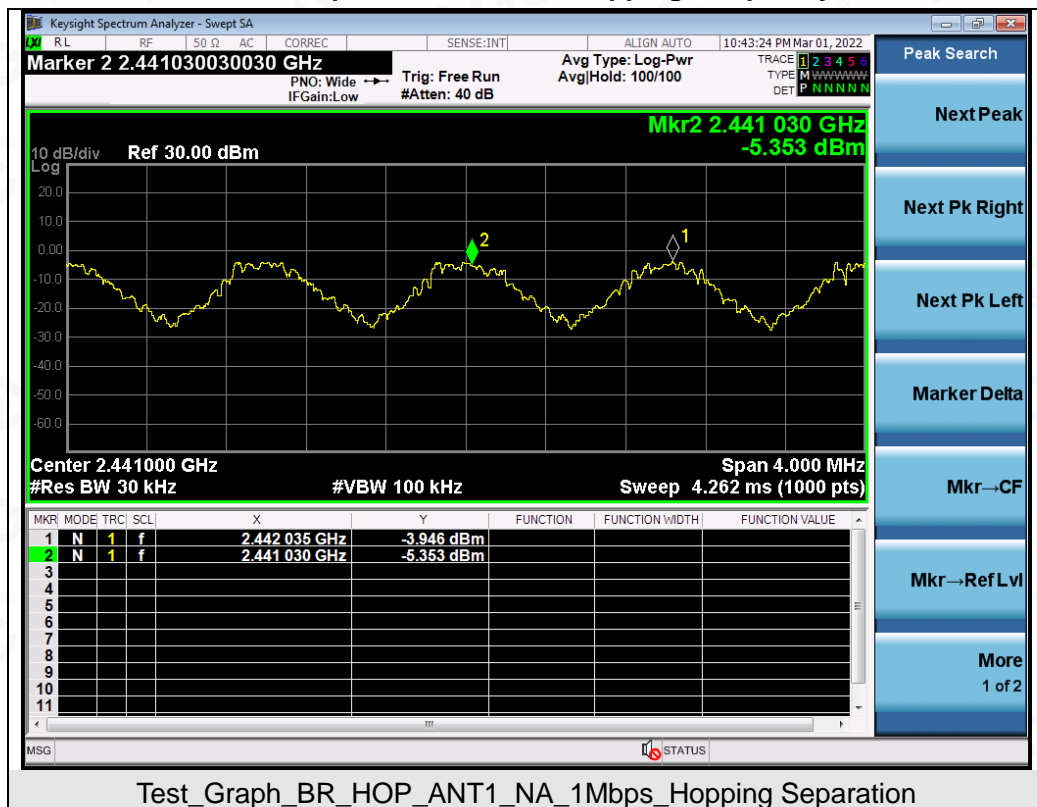 Keysight Spectrum Analyzer - Swept SA
LXI RL RF 50 Ω AC CORREC SENSE:INT ALIGN AUTO 10:43:24 PM Mar 01, 2022
Marker 2 2.441030030030 GHz
PNO: Wide
IFGain:Low
Trig: Free Run
#Atten: 40 dB
Avg Type: Log-Pwr
Avg|Hold: 100/100
TRACE 1 2 3 4 5 6
TYPE M WWWWW
DET P N N N N N
Mkr2 2.441 030 GHz
-5.353 dBm
10 dB/div Ref 30.00 dBm
Log
20.0
10.0
0.00
-10.0
-20.0
-30.0
-40.0
-50.0
-60.0
2
1
Center 2.441000 GHz Span 4.000 MHz
#Res BW 30 kHz #VBW 100 kHz Sweep 4.262 ms (1000 pts)
MKR MODE TRC SCL X Y FUNCTION FUNCTION WIDTH FUNCTION VALUE
1 N 1 f 2.442 035 GHz -3.946 dBm
2 N 1 f 2.441 030 GHz -5.353 dBm
3
4
5
6
7
8
9
10
11
MSG STATUS
Peak Search
Next Peak
Next Pk Right
Next Pk Left
Marker Delta
Mkr→CF
Mkr→Ref Lvl
More
1 of 2
Test_Graph_BR_HOP_ANT1_NA_1Mbps_Hopping Separation